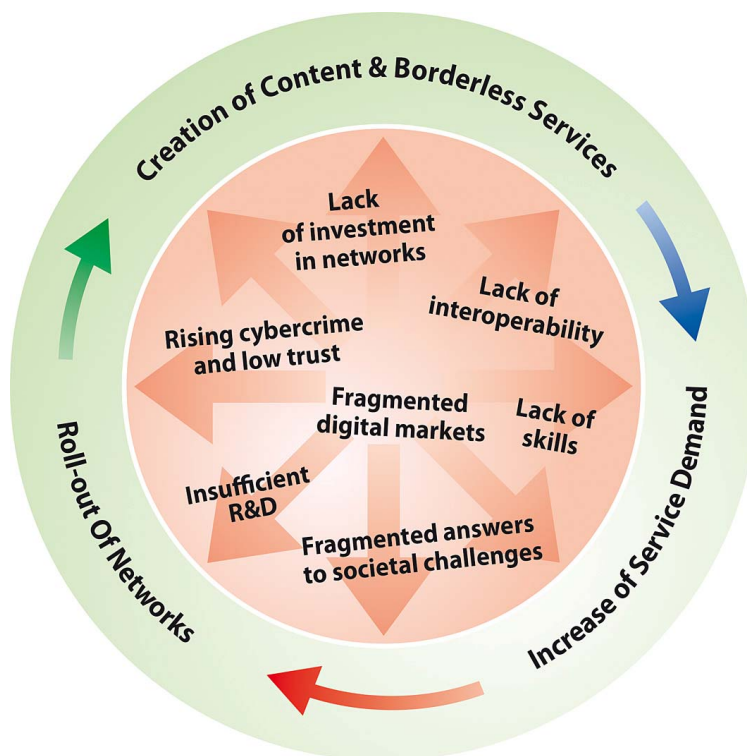 Creation of Content & Borderless Services
Lack
of investment
in networks
Lack of
interoperability
Rising cybercrime
and low trust
Fragmented
digital markets
Lack of
skills
Insufficient
R&D
Fragmented answers
to societal challenges
Increase of Service Demand
Roll-out Of Networks